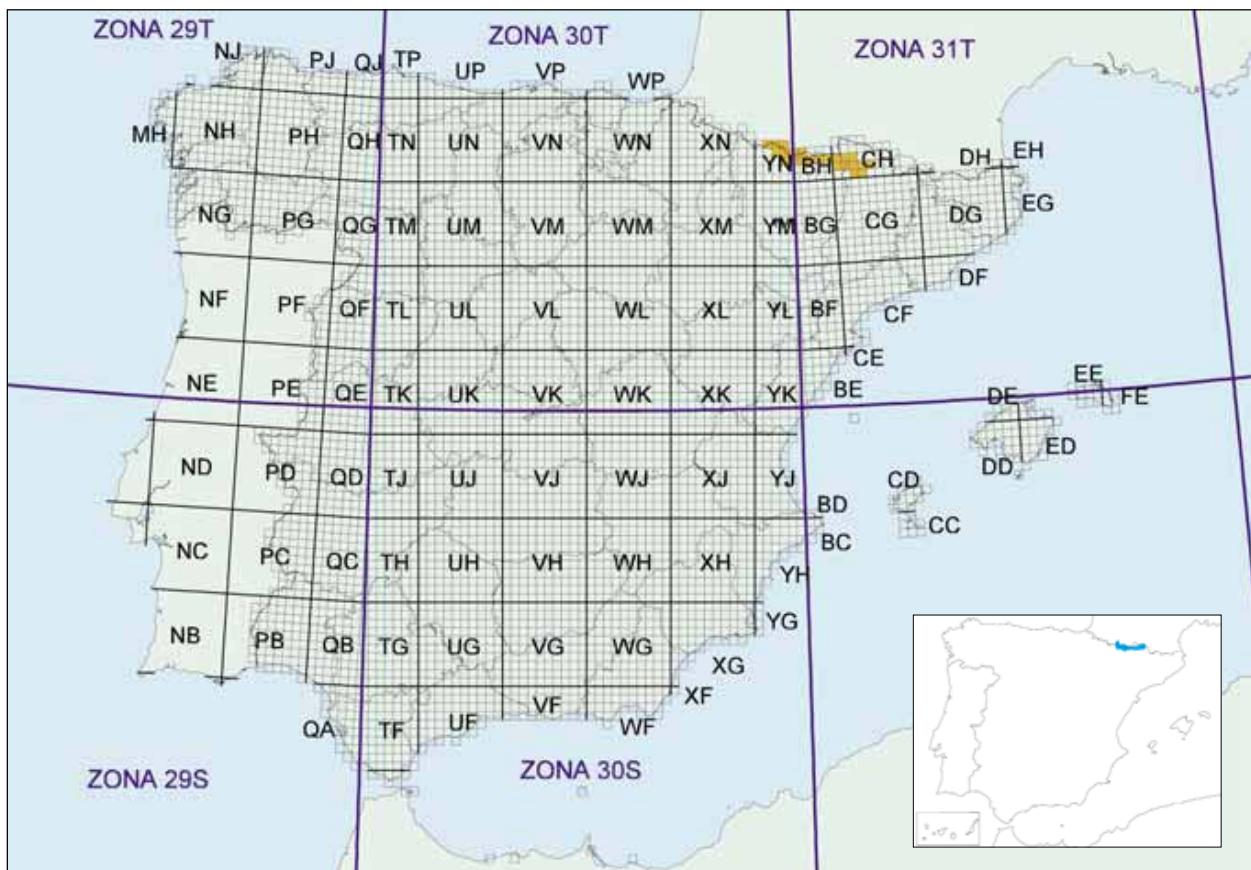 ZONA 29T ZONA 30T ZONA 31T
NJ PJ QJ TP UP VP WP
MH NH PH QH TN UN VN WN XN YN BH CH DH EH
NG PG QG TM UM VM WM XM YM BG CG DG EG
NF PF QF TL UL VL WL XL YL BF CF DF
NE PE QE TK UK VK WK XK YK BE CE DE EE FE
ND PD QD TJ UJ VJ WJ XJ YJ BD CD DD ED
NC PC QC TH UH VH WH XH YH BC CC
NB PB QB TG UG VG WG XG YG
QA TF UF VF WF XF
ZONA 29S ZONA 30S